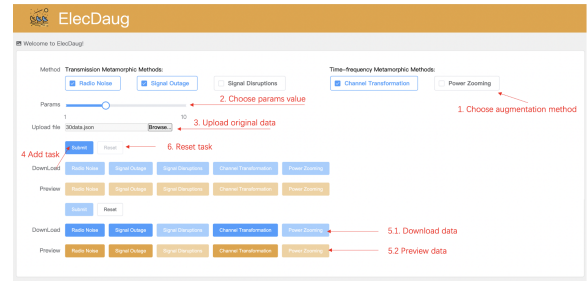 ElecDaug
Welcome to ElecDaug!
Method Transmission Metamorphic Methods: Time-frequency Metamorphic Methods:
Radio Noise Signal Outage Signal Disruptions Channel Transformation Power Zooming
Params 2. Choose params value
1 10 1. Choose augmentation method
Upload file 30data.json Browse... 3. Upload original data
Submit Reset 6. Reset task
4 Add task
DownLoad Radio Noise Signal Outage Signal Disruptions Channel Transformation Power Zooming
Preview Radio Noise Signal Outage Signal Disruptions Channel Transformation Power Zooming
Submit Reset
DownLoad Radio Noise Signal Outage Signal Disruptions Channel Transformation Power Zooming 5.1. Download data
Preview Radio Noise Signal Outage Signal Disruptions Channel Transformation Power Zooming 5.2 Preview data